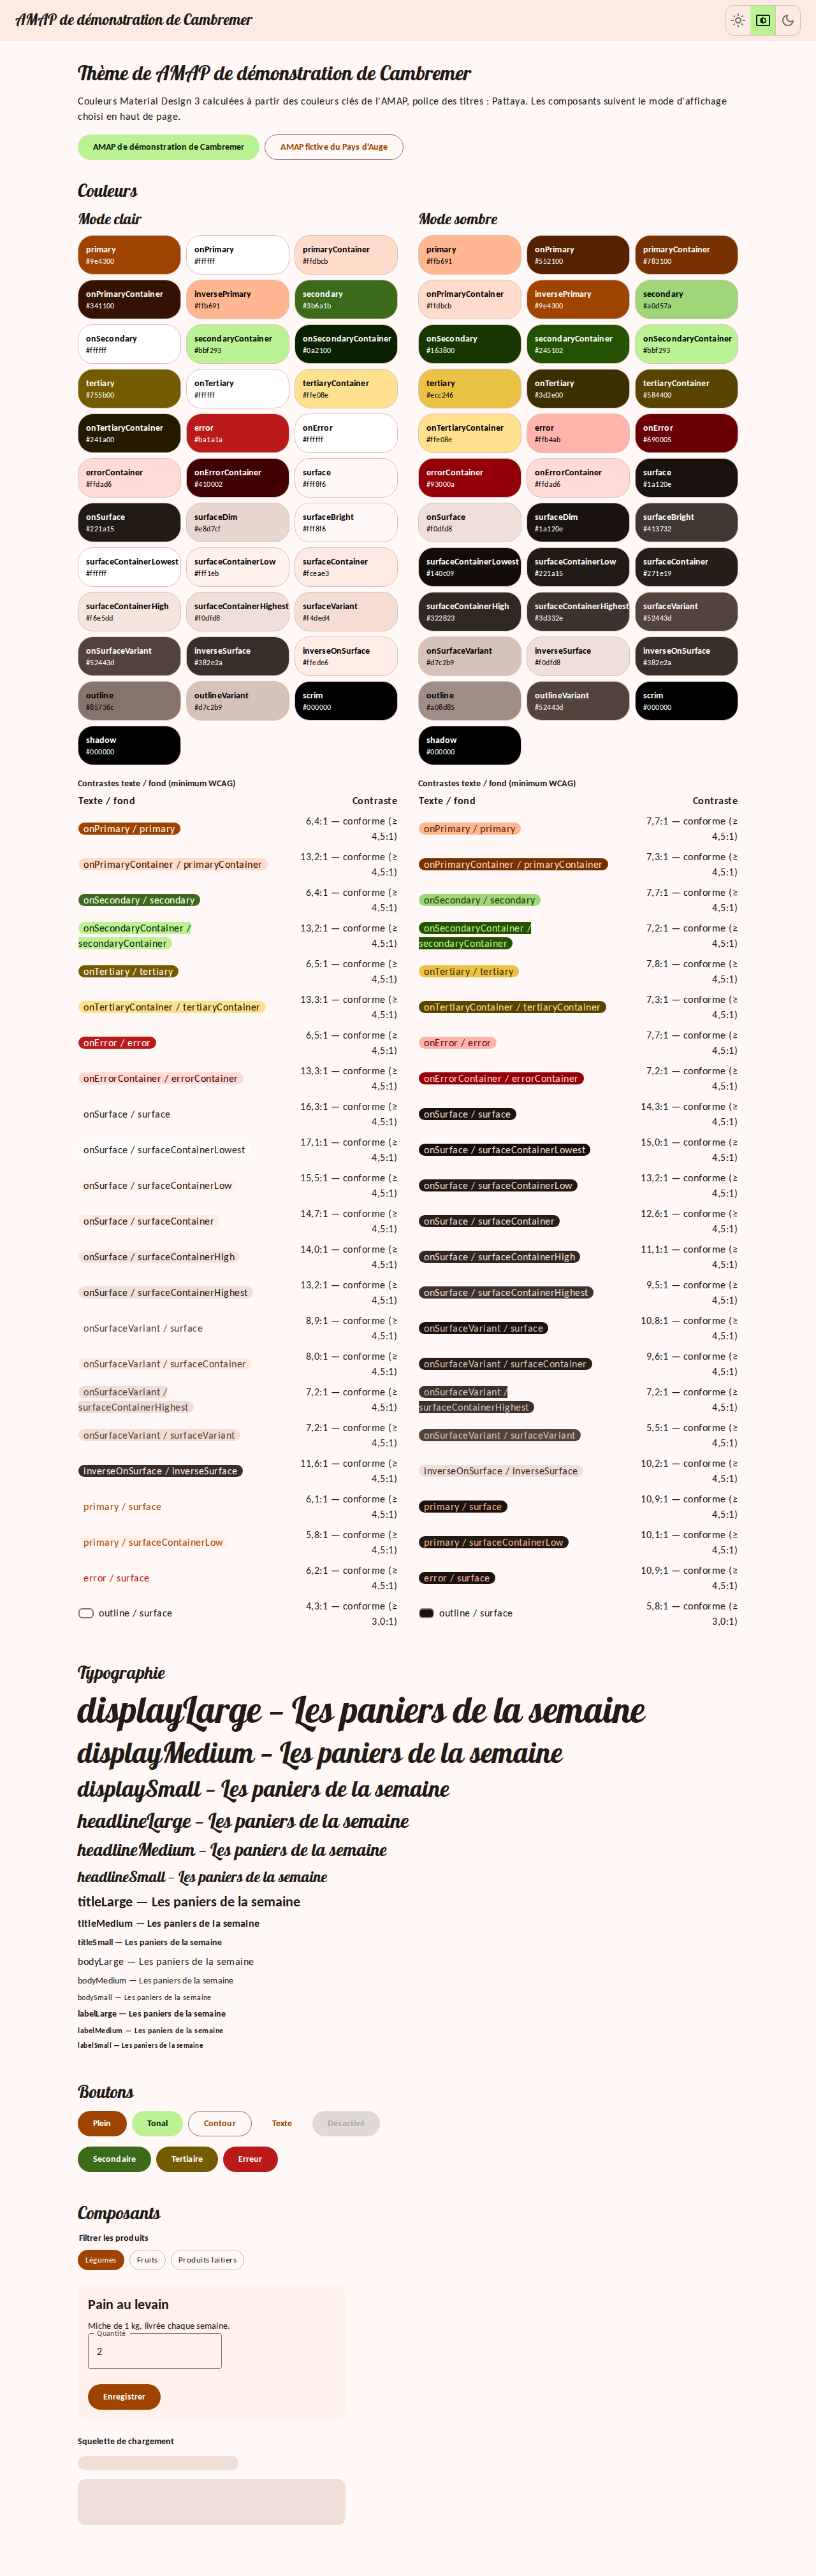 AMAP de démonstration de Cambremer
Thème de AMAP de démonstration de Cambremer
Couleurs Material Design 3 calculées à partir des couleurs clés de l'AMAP, police des titres : Pattaya. Les composants suivent le mode d'affichage
choisi en haut de page.
AMAP de démonstration de Cambremer
AMAP fictive du Pays d'Auge
Couleurs
Mode clair
primary
#9e4300
onPrimary
#ffffff
primaryContainer
#ffdbcb
onPrimaryContainer
#341100
inversePrimary
#ffb691
secondary
#3b6a1b
onSecondary
#ffffff
secondaryContainer
#bbf293
onSecondaryContainer
#0a2100
tertiary
#755b00
onTertiary
#ffffff
tertiaryContainer
#ffe08e
onTertiaryContainer
#241a00
error
#ba1a1a
onError
#ffffff
errorContainer
#ffdad6
onErrorContainer
#410002
surface
#fff8f6
onSurface
#221a15
surfaceDim
#e8d7cf
surfaceBright
#fff8f6
surfaceContainerLowest
#ffffff
surfaceContainerLow
#fff1eb
surfaceContainer
#fceae3
surfaceContainerHigh
#f6e5dd
surfaceContainerHighest
#f0dfd8
surfaceVariant
#f4ded4
onSurfaceVariant
#52443d
inverseSurface
#382e2a
inverseOnSurface
#ffede6
outline
#85736c
outlineVariant
#d7c2b9
scrim
#000000
shadow
#000000
Contrastes texte / fond (minimum WCAG)
Texte / fond Contraste
onPrimary / primary 6,4:1 — conforme (≥
4,5:1)
onPrimaryContainer / primaryContainer 13,2:1 — conforme (≥
4,5:1)
onSecondary / secondary 6,4:1 — conforme (≥
4,5:1)
onSecondaryContainer / 13,2:1 — conforme (≥
secondaryContainer 4,5:1)
onTertiary / tertiary 6,5:1 — conforme (≥
4,5:1)
onTertiaryContainer / tertiaryContainer 13,3:1 — conforme (≥
4,5:1)
onError / error 6,5:1 — conforme (≥
4,5:1)
onErrorContainer / errorContainer 13,3:1 — conforme (≥
4,5:1)
onSurface / surface 16,3:1 — conforme (≥
4,5:1)
onSurface / surfaceContainerLowest 17,1:1 — conforme (≥
4,5:1)
onSurface / surfaceContainerLow 15,5:1 — conforme (≥
4,5:1)
onSurface / surfaceContainer 14,7:1 — conforme (≥
4,5:1)
onSurface / surfaceContainerHigh 14,0:1 — conforme (≥
4,5:1)
onSurface / surfaceContainerHighest 13,2:1 — conforme (≥
4,5:1)
onSurfaceVariant / surface 8,9:1 — conforme (≥
4,5:1)
onSurfaceVariant / surfaceContainer 8,0:1 — conforme (≥
4,5:1)
onSurfaceVariant / 7,2:1 — conforme (≥
surfaceContainerHighest 4,5:1)
onSurfaceVariant / surfaceVariant 7,2:1 — conforme (≥
4,5:1)
inverseOnSurface / inverseSurface 11,6:1 — conforme (≥
4,5:1)
primary / surface 6,1:1 — conforme (≥
4,5:1)
primary / surfaceContainerLow 5,8:1 — conforme (≥
4,5:1)
error / surface 6,2:1 — conforme (≥
4,5:1)
outline / surface 4,3:1 — conforme (≥
3,0:1)
Mode sombre
primary
#ffb691
onPrimary
#552100
primaryContainer
#783100
onPrimaryContainer
#ffdbcb
inversePrimary
#9e4300
secondary
#a0d57a
onSecondary
#163800
secondaryContainer
#245102
onSecondaryContainer
#bbf293
tertiary
#ecc246
onTertiary
#3d2e00
tertiaryContainer
#584400
onTertiaryContainer
#ffe08e
error
#ffb4ab
onError
#690005
errorContainer
#93000a
onErrorContainer
#ffdad6
surface
#1a120e
onSurface
#f0dfd8
surfaceDim
#1a120e
surfaceBright
#413732
surfaceContainerLowest
#140c09
surfaceContainerLow
#221a15
surfaceContainer
#271e19
surfaceContainerHigh
#322823
surfaceContainerHighest
#3d332e
surfaceVariant
#52443d
onSurfaceVariant
#d7c2b9
inverseSurface
#f0dfd8
inverseOnSurface
#382e2a
outline
#a08d85
outlineVariant
#52443d
scrim
#000000
shadow
#000000
Contrastes texte / fond (minimum WCAG)
Texte / fond Contraste
onPrimary / primary 7,7:1 — conforme (≥
4,5:1)
onPrimaryContainer / primaryContainer 7,3:1 — conforme (≥
4,5:1)
onSecondary / secondary 7,7:1 — conforme (≥
4,5:1)
onSecondaryContainer / 7,2:1 — conforme (≥
secondaryContainer 4,5:1)
onTertiary / tertiary 7,8:1 — conforme (≥
4,5:1)
onTertiaryContainer / tertiaryContainer 7,3:1 — conforme (≥
4,5:1)
onError / error 7,7:1 — conforme (≥
4,5:1)
onErrorContainer / errorContainer 7,2:1 — conforme (≥
4,5:1)
onSurface / surface 14,3:1 — conforme (≥
4,5:1)
onSurface / surfaceContainerLowest 15,0:1 — conforme (≥
4,5:1)
onSurface / surfaceContainerLow 13,2:1 — conforme (≥
4,5:1)
onSurface / surfaceContainer 12,6:1 — conforme (≥
4,5:1)
onSurface / surfaceContainerHigh 11,1:1 — conforme (≥
4,5:1)
onSurface / surfaceContainerHighest 9,5:1 — conforme (≥
4,5:1)
onSurfaceVariant / surface 10,8:1 — conforme (≥
4,5:1)
onSurfaceVariant / surfaceContainer 9,6:1 — conforme (≥
4,5:1)
onSurfaceVariant / 7,2:1 — conforme (≥
surfaceContainerHighest 4,5:1)
onSurfaceVariant / surfaceVariant 5,5:1 — conforme (≥
4,5:1)
inverseOnSurface / inverseSurface 10,2:1 — conforme (≥
4,5:1)
primary / surface 10,9:1 — conforme (≥
4,5:1)
primary / surfaceContainerLow 10,1:1 — conforme (≥
4,5:1)
error / surface 10,9:1 — conforme (≥
4,5:1)
outline / surface 5,8:1 — conforme (≥
3,0:1)
Typographie
displayLarge — Les paniers de la semaine
displayMedium — Les paniers de la semaine
displaySmall — Les paniers de la semaine
headlineLarge — Les paniers de la semaine
headlineMedium — Les paniers de la semaine
headlineSmall — Les paniers de la semaine
titleLarge — Les paniers de la semaine
titleMedium — Les paniers de la semaine
titleSmall — Les paniers de la semaine
bodyLarge — Les paniers de la semaine
bodyMedium — Les paniers de la semaine
bodySmall — Les paniers de la semaine
labelLarge — Les paniers de la semaine
labelMedium — Les paniers de la semaine
labelSmall — Les paniers de la semaine
Boutons
Plein Tonal Contour Texte Désactivé
Secondaire Tertiaire Erreur
Composants
Filtrer les produits
Légumes Fruits Produits laitiers
Pain au levain
Miche de 1 kg, livrée chaque semaine.
Quantité
2
Enregistrer
Squelette de chargement